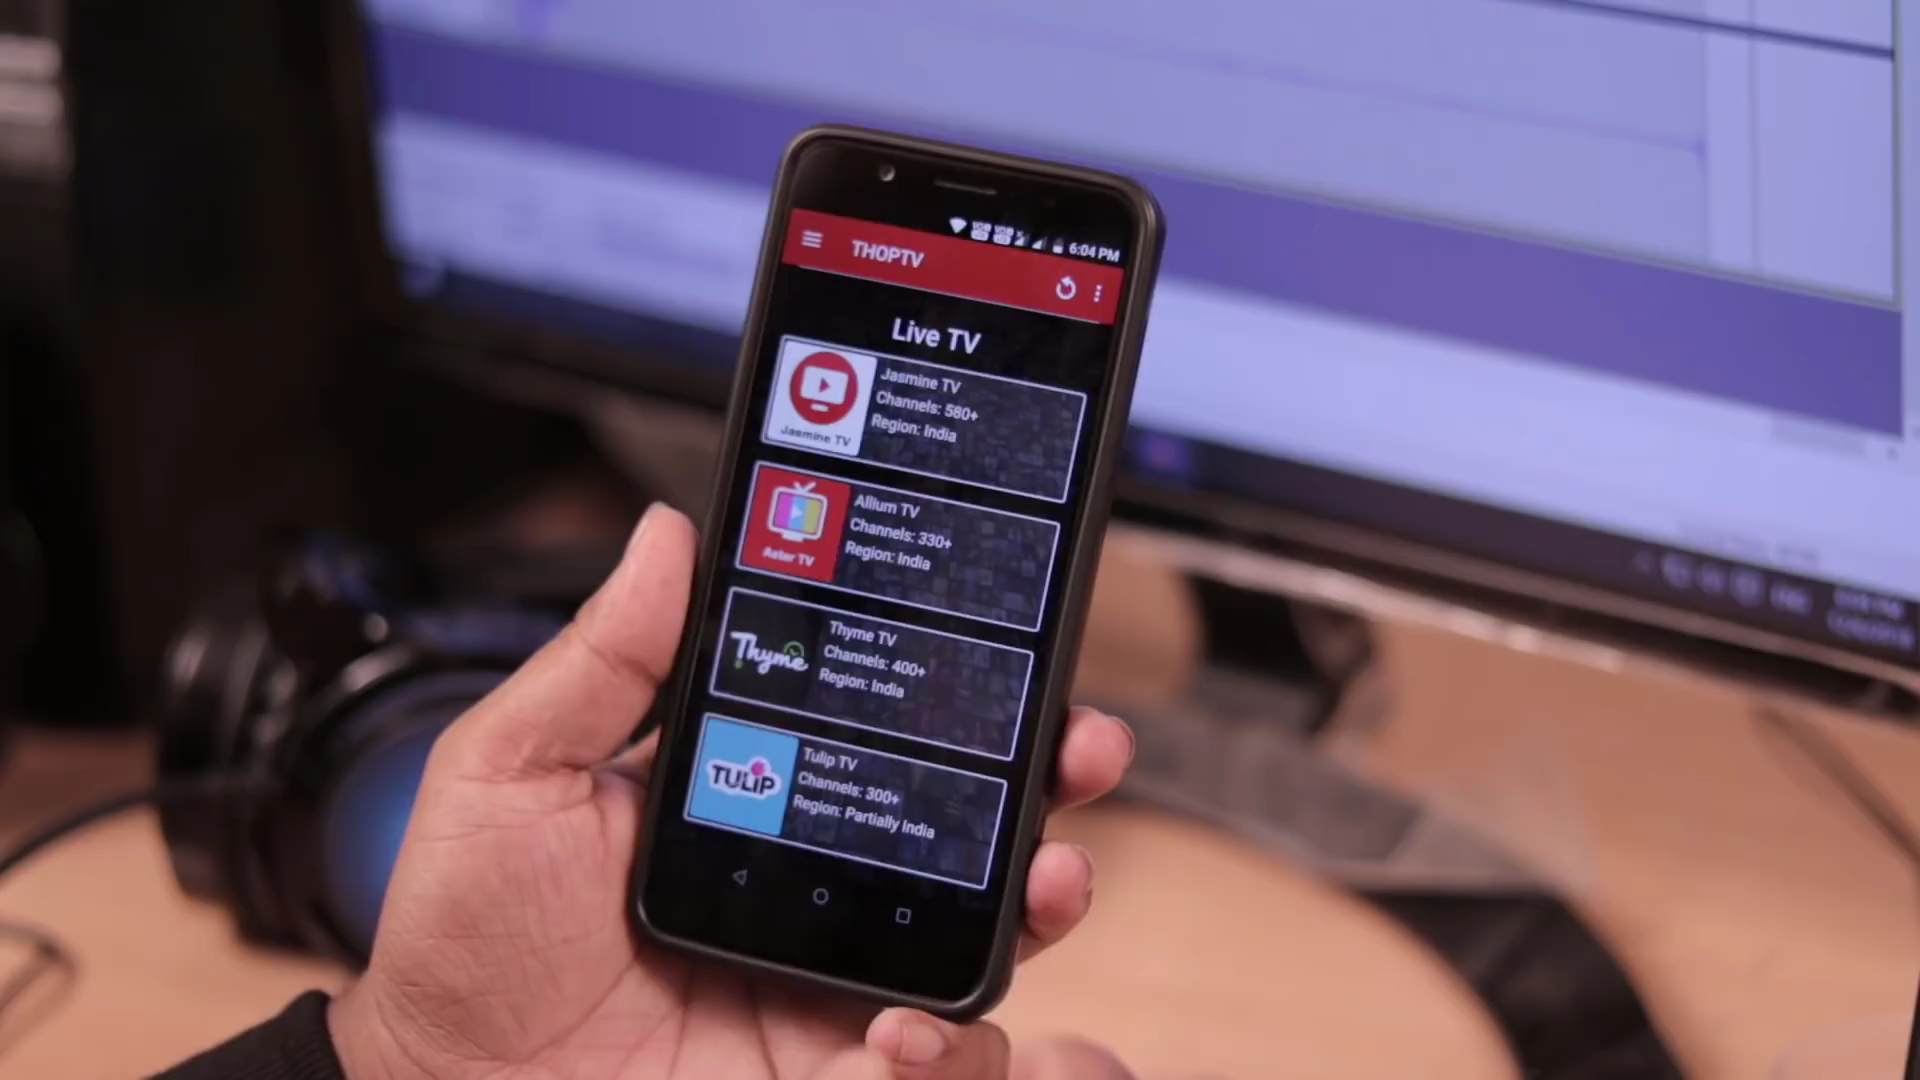 6:04 PM
THOPTV
Live TV
Jasmine TV
Channels: 580+
Region: India
Jasmine TV
Allium TV
Channels: 330+
Region: India
Aster TV
Thyme TV
Channels: 400+
Region: India
Thyme
Tulip TV
Channels: 300+
Region: Partially India
TULIP